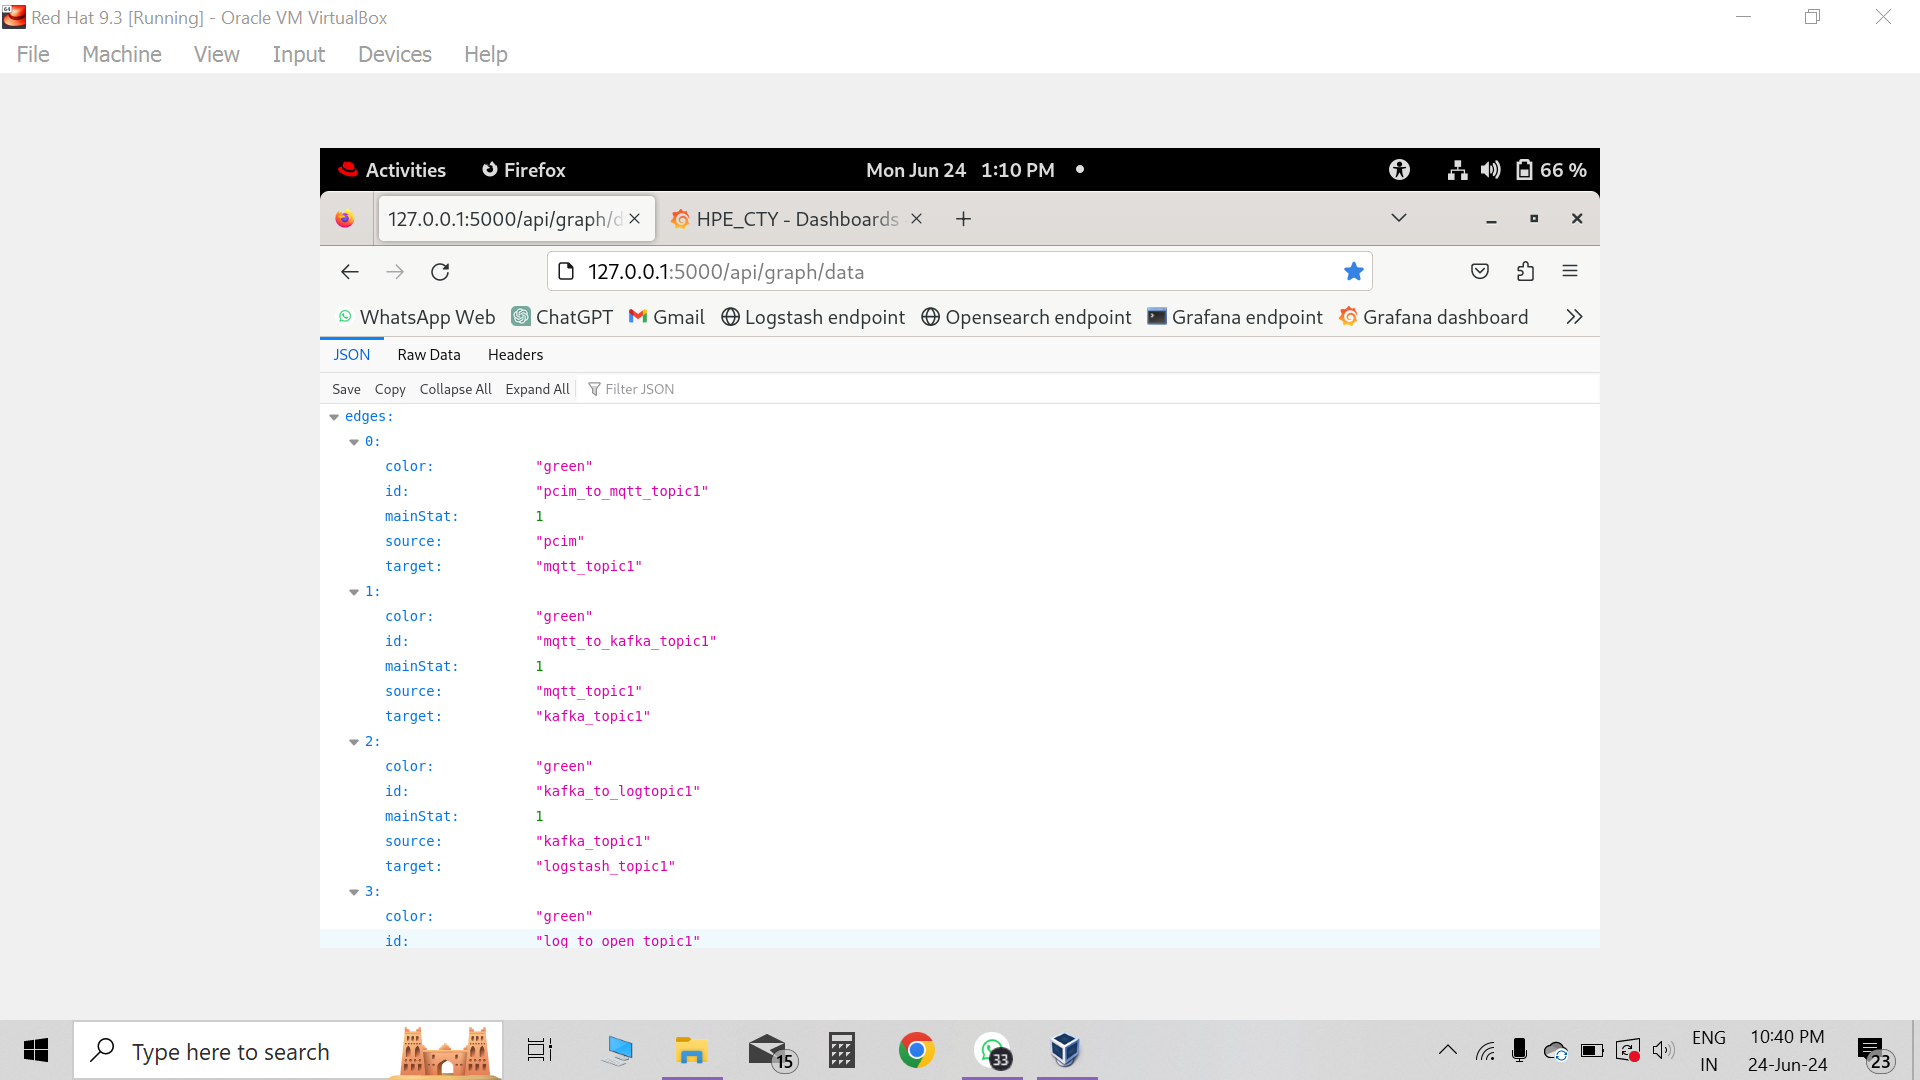 Red Hat 9.3 [Running] - Oracle VM VirtualBox
File Machine View Input Devices Help
Activities Firefox Mon Jun 24 1:10 PM 66 %
127.0.0.1:5000/api/graph/d HPE_CTY - Dashboards
127.0.0.1:5000/api/graph/data
WhatsApp Web ChatGPT Gmail Logstash endpoint Opensearch endpoint Grafana endpoint Grafana dashboard
JSON Raw Data Headers
Save Copy Collapse All Expand All Filter JSON
edges:
0:
color: "green"
id: "pcim_to_mqtt_topic1"
mainStat: 1
source: "pcim"
target: "mqtt_topic1"
1:
color: "green"
id: "mqtt_to_kafka_topic1"
mainStat: 1
source: "mqtt_topic1"
target: "kafka_topic1"
2:
color: "green"
id: "kafka_to_logtopic1"
mainStat: 1
source: "kafka_topic1"
target: "logstash_topic1"
3:
color: "green"
id: "log_to_open_topic1"
Type here to search 15 33 ENG 10:40 PM
IN 24-Jun-24 23